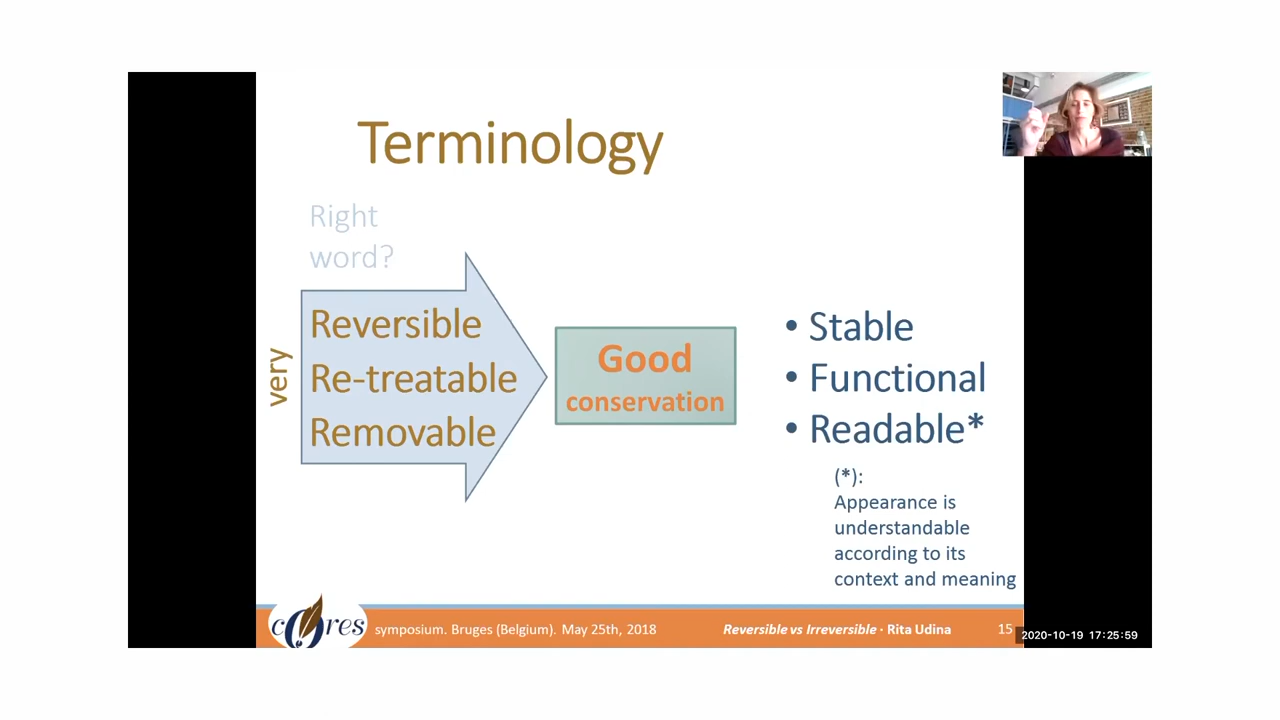 Terminology
Right
word?
very
Reversible
Re-treatable
Removable
Good
conservation
• Stable
• Functional
• Readable*
(*):
Appearance is
understandable
according to its
context and meaning
cores
symposium. Bruges (Belgium). May 25th, 2018
Reversible vs Irreversible · Rita Udina
15
2020-10-19 17:25:59